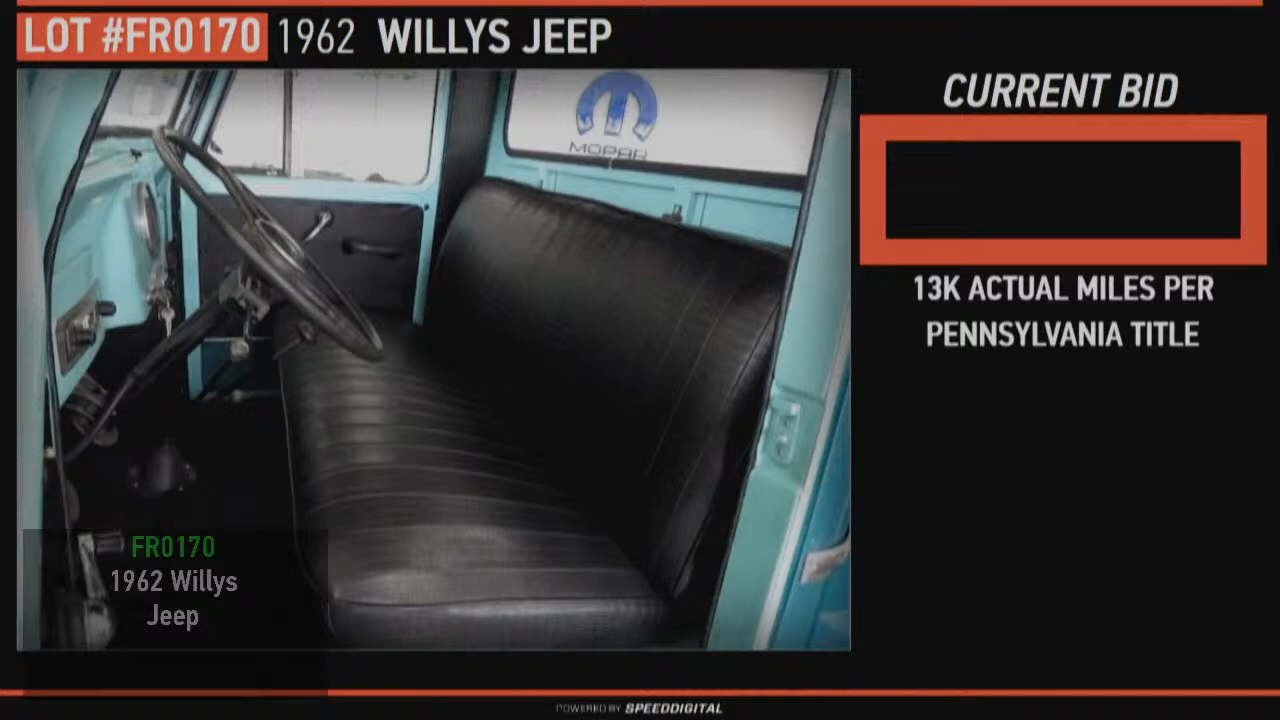 LOT #FR0170 1962 WILLYS JEEP
CURRENT BID
MOPAR
13K ACTUAL MILES PER
PENNSYLVANIA TITLE
FR0170
1962 Willys
Jeep
POWERED BY SPEEDDIGITAL